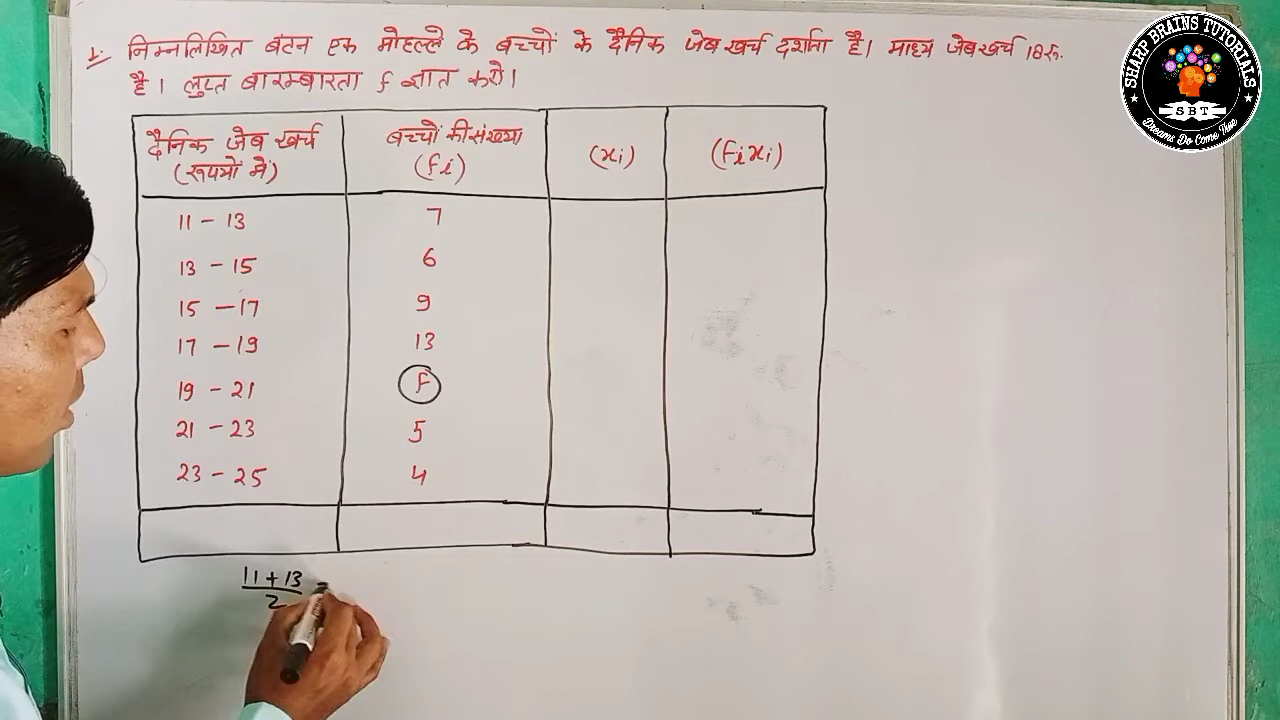 1. निम्नलिखित बंटन एक मोहल्ले के बच्चों के दैनिक जेब खर्च दर्शाता है। माध्य जेबखर्च 18रु.
है। लुप्त बारम्बारता f ज्ञात करो।
दैनिक जेब खर्च (रूपयों में) बच्चों की संख्या (fi) (xi) (fixi)
11 - 13 7
13 - 15 6
15 - 17 9
17 - 19 13
19 - 21 f
21 - 23 5
23 - 25 4
11 + 13
2
SHARP BRAINS TUTORIALS
SBT
Dreams Do Come True